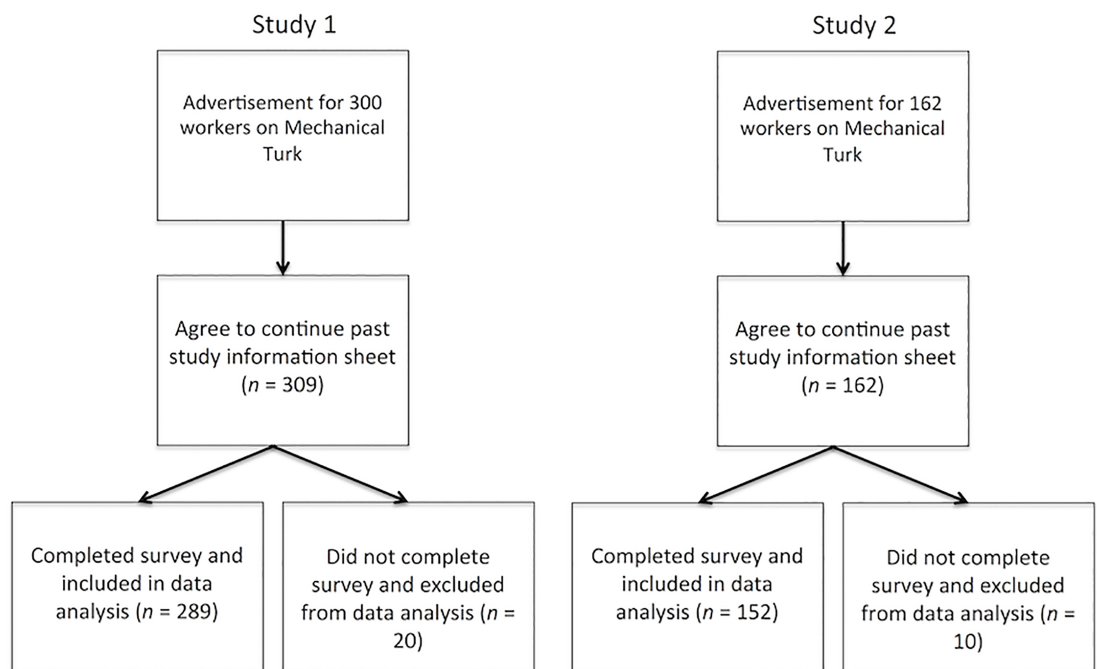 Study 1
Advertisement for 300
workers on Mechanical
Turk
Agree to continue past
study information sheet
(n = 309)
Completed survey and
included in data
analysis (n = 289)
Did not complete
survey and excluded
from data analysis (n =
20)
Study 2
Advertisement for 162
workers on Mechanical
Turk
Agree to continue past
study information sheet
(n = 162)
Completed survey and
included in data
analysis (n = 152)
Did not complete
survey and excluded
from data analysis (n =
10)